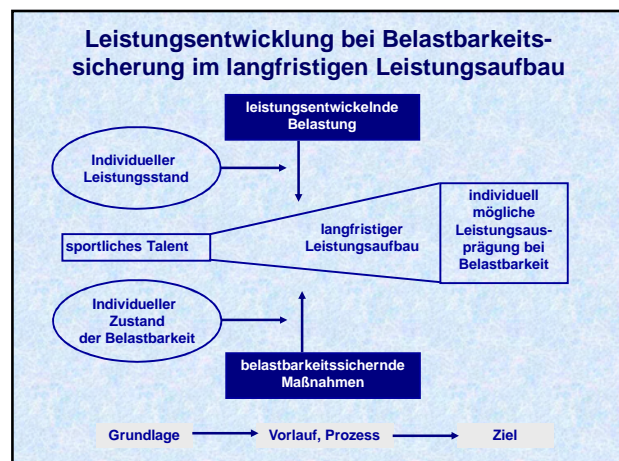 Leistungsentwicklung bei Belastbarkeits-
sicherung im langfristigen Leistungsaufbau
leistungsentwickelnde
Belastung
Individueller
Leistungsstand
sportliches Talent
langfristiger
Leistungsaufbau
individuell
mögliche
Leistungsaus-
prägung bei
Belastbarkeit
Individueller
Zustand
der Belastbarkeit
belastbarkeitssichernde
Maßnahmen
Grundlage
Vorlauf, Prozess
Ziel